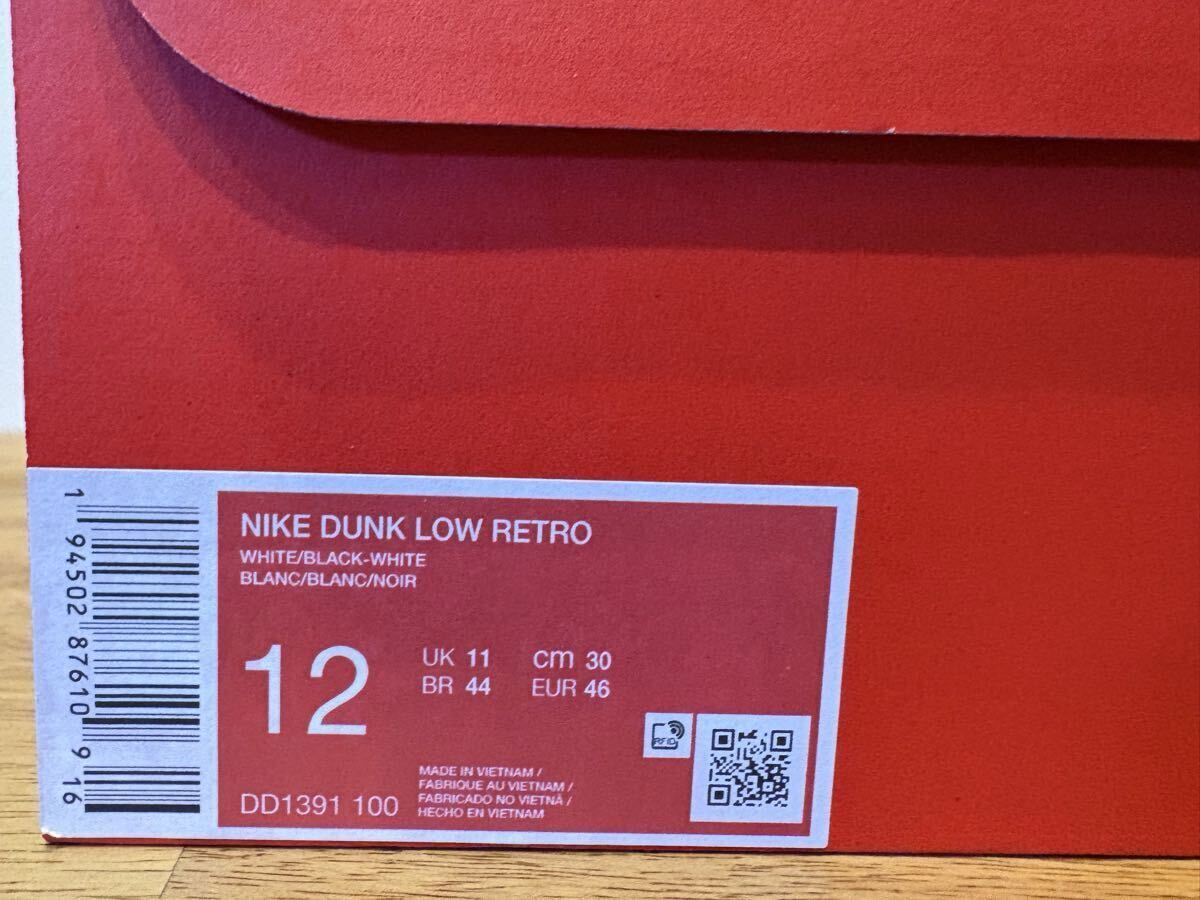 NIKE DUNK LOW RETRO
WHITE/BLACK-WHITE
BLANC/BLANC/NOIR
12
UK 11 cm 30
BR 44 EUR 46
RFID
DD1391 100
MADE IN VIETNAM /
FABRIQUE AU VIETNAM /
FABRICADO NO VIETNÃ /
HECHO EN VIETNAM
1 94502 87610 9 16